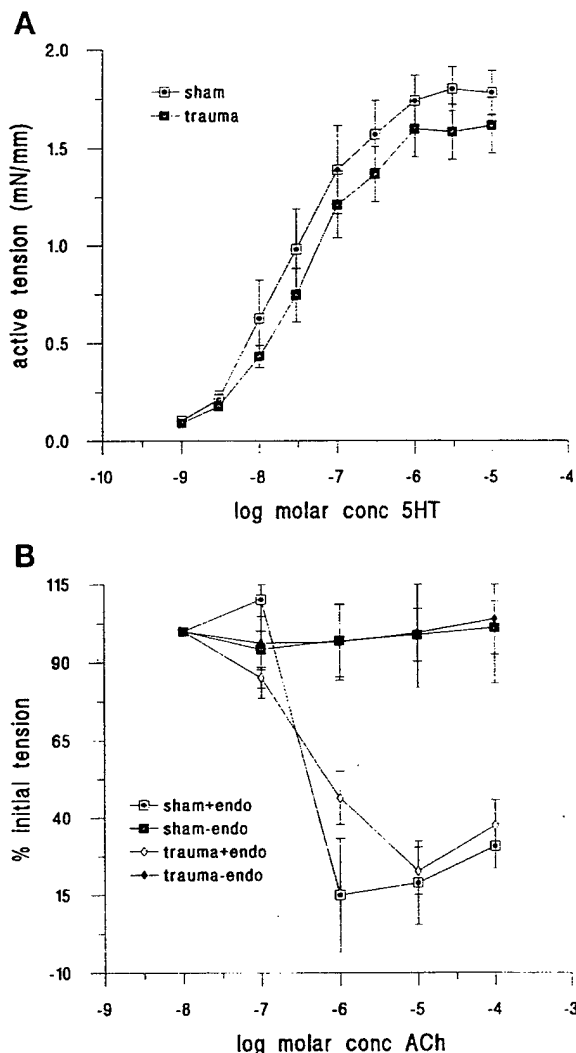 A
2.0
sham
trauma
1.5
1.0
0.5
0.0
active tension (mN/mm)
-10 -9 -8 -7 -6 -5 -4
log molar conc 5HT
B
115
90
65
40
15
-10
% initial tension
sham+endo
sham-endo
trauma+endo
trauma-endo
-9 -8 -7 -6 -5 -4 -3
log molar conc ACh